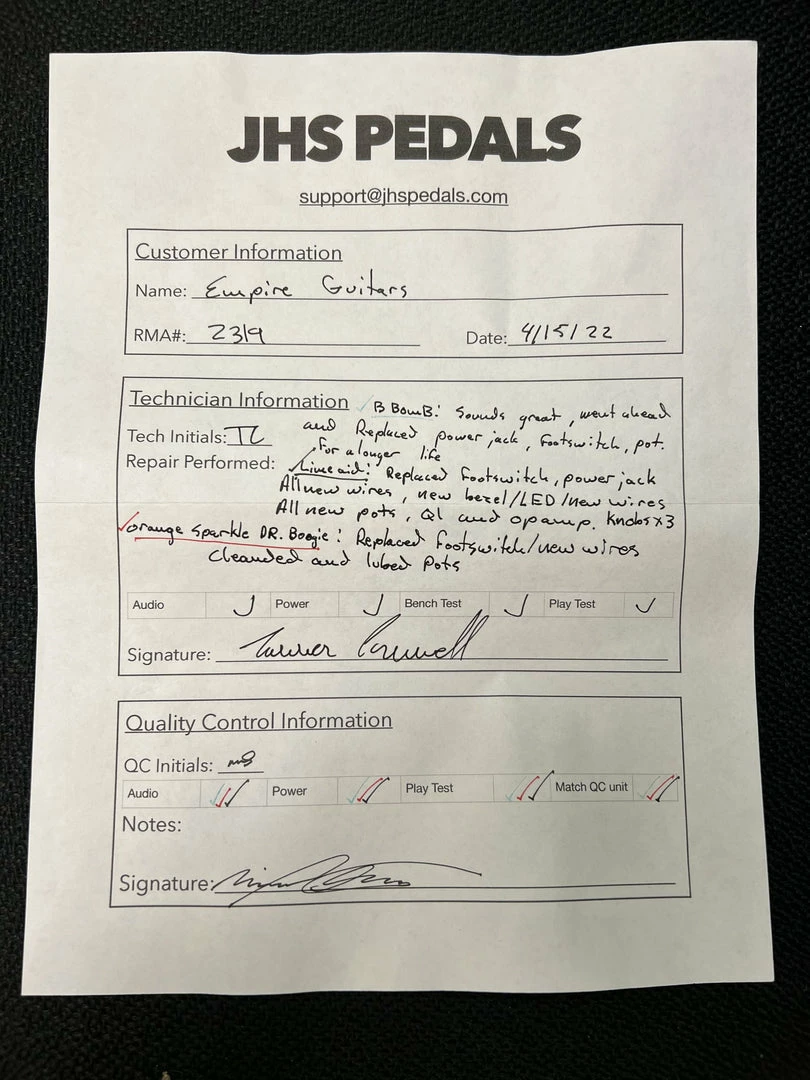 JHS PEDALS
support@jhspedals.com
Customer Information
Name: Empire Guitars
RMA#: 2319 Date: 4/15/22
Technician Information B BomB: Sounds great, went ahead
Tech Initials: TC and Replaced power jack, footswitch, pot.
for a longer life
Repair Performed: Lime aid: Replaced footswitch, power jack
All new wires, new bezel/LED/new wires
All new pots, Q1 and opamp. Knobs x3
orange sparkle DR. Boogie: Replaced footswitch/new wires
Cleanded and lubed pots
Audio Power Bench Test Play Test
Signature:
Quality Control Information
QC Initials:
Audio Power Play Test Match QC unit
Notes:
Signature: